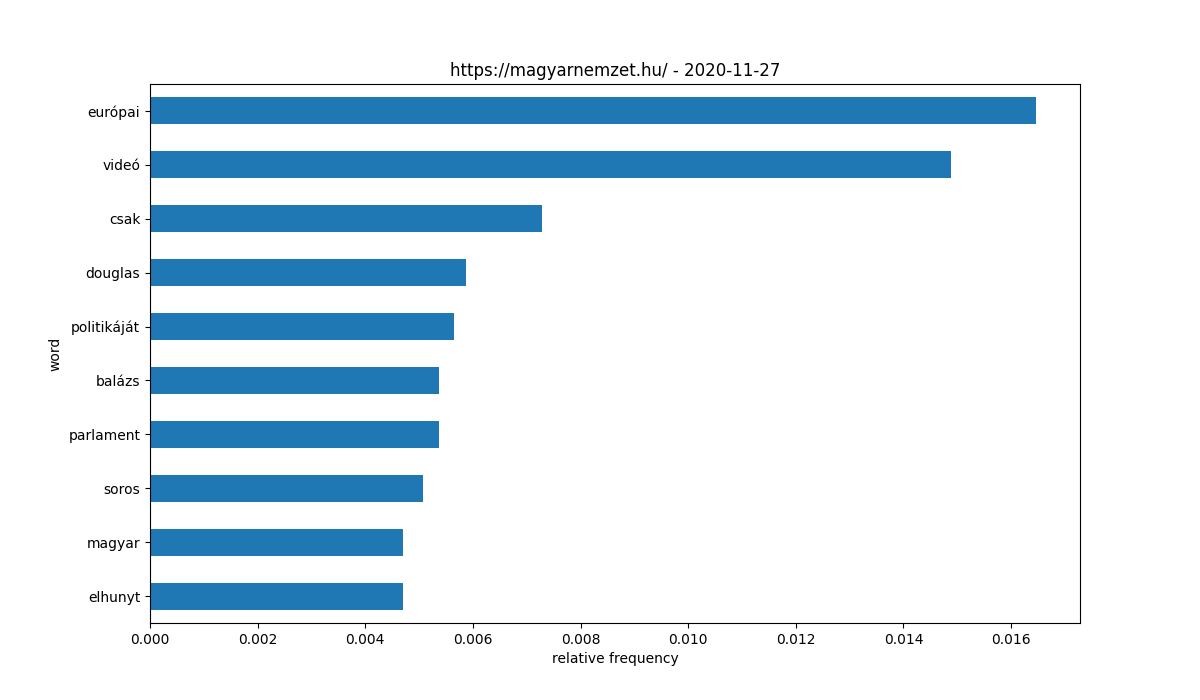 https://magyarnemzet.hu/ - 2020-11-27
európai
videó
csak
douglas
politikáját
balázs
parlament
soros
magyar
elhunyt
word
0.000 0.002 0.004 0.006 0.008 0.010 0.012 0.014 0.016
relative frequency